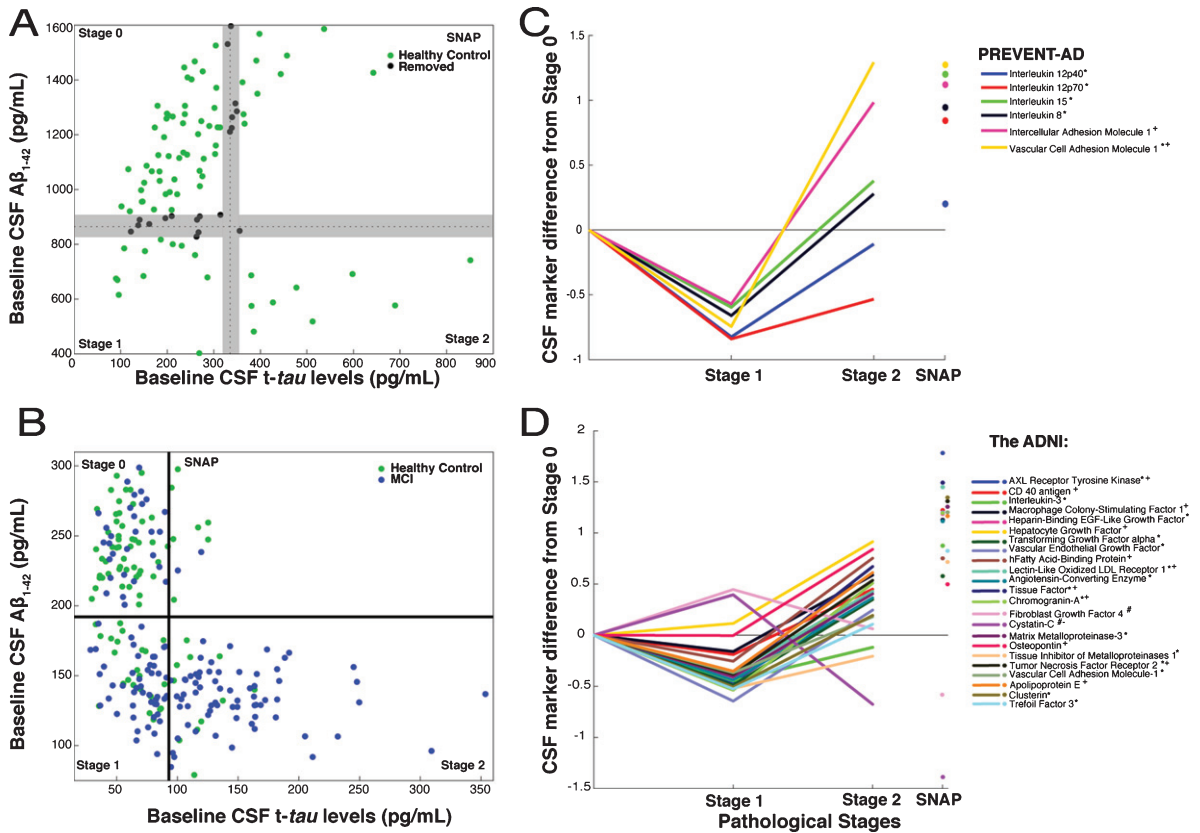 A
Baseline CSF Aβ1-42 (pg/mL)
1600
1400
1200
1000
800
600
400
Stage 0
SNAP
Healthy Control
Removed
Stage 1
Stage 2
0 100 200 300 400 500 600 700 800 900
Baseline CSF t-tau levels (pg/mL)
B
Baseline CSF Aβ1-42 (pg/mL)
300
250
200
150
100
Stage 0
SNAP
Healthy Control
MCI
Stage 1
Stage 2
50 100 150 200 250 300 350
Baseline CSF t-tau levels (pg/mL)
C
CSF marker difference from Stage 0
1.5
1
0.5
0
-0.5
-1
Stage 1 Stage 2 SNAP
PREVENT-AD
Interleukin 12p40*
Interleukin 12p70*
Interleukin 15*
Interleukin 8*
Intercellular Adhesion Molecule 1+
Vascular Cell Adhesion Molecule 1*+
D
CSF marker difference from Stage 0
2
1.5
1
0.5
0
-0.5
-1
-1.5
Stage 1 Stage 2 SNAP
Pathological Stages
The ADNI:
AXL Receptor Tyrosine Kinase*+
CD 40 antigen+
Interleukin-3*
Macrophage Colony-Stimulating Factor 1+
Heparin-Binding EGF-Like Growth Factor*
Hepatocyte Growth Factor+
Transforming Growth Factor alpha*
Vascular Endothelial Growth Factor*
hFatty Acid-Binding Protein+
Lectin-Like Oxidized LDL Receptor 1*+
Angiotensin-Converting Enzyme*
Tissue Factor*+
Chromogranin-A*+
Fibroblast Growth Factor 4 #
Cystatin-C #-
Matrix Metalloproteinase-3*
Osteopontin+
Tissue Inhibitor of Metalloproteinases 1*
Tumor Necrosis Factor Receptor 2*+
Vascular Cell Adhesion Molecule-1*
Apolipoprotein E+
Clusterin*
Trefoil Factor 3*